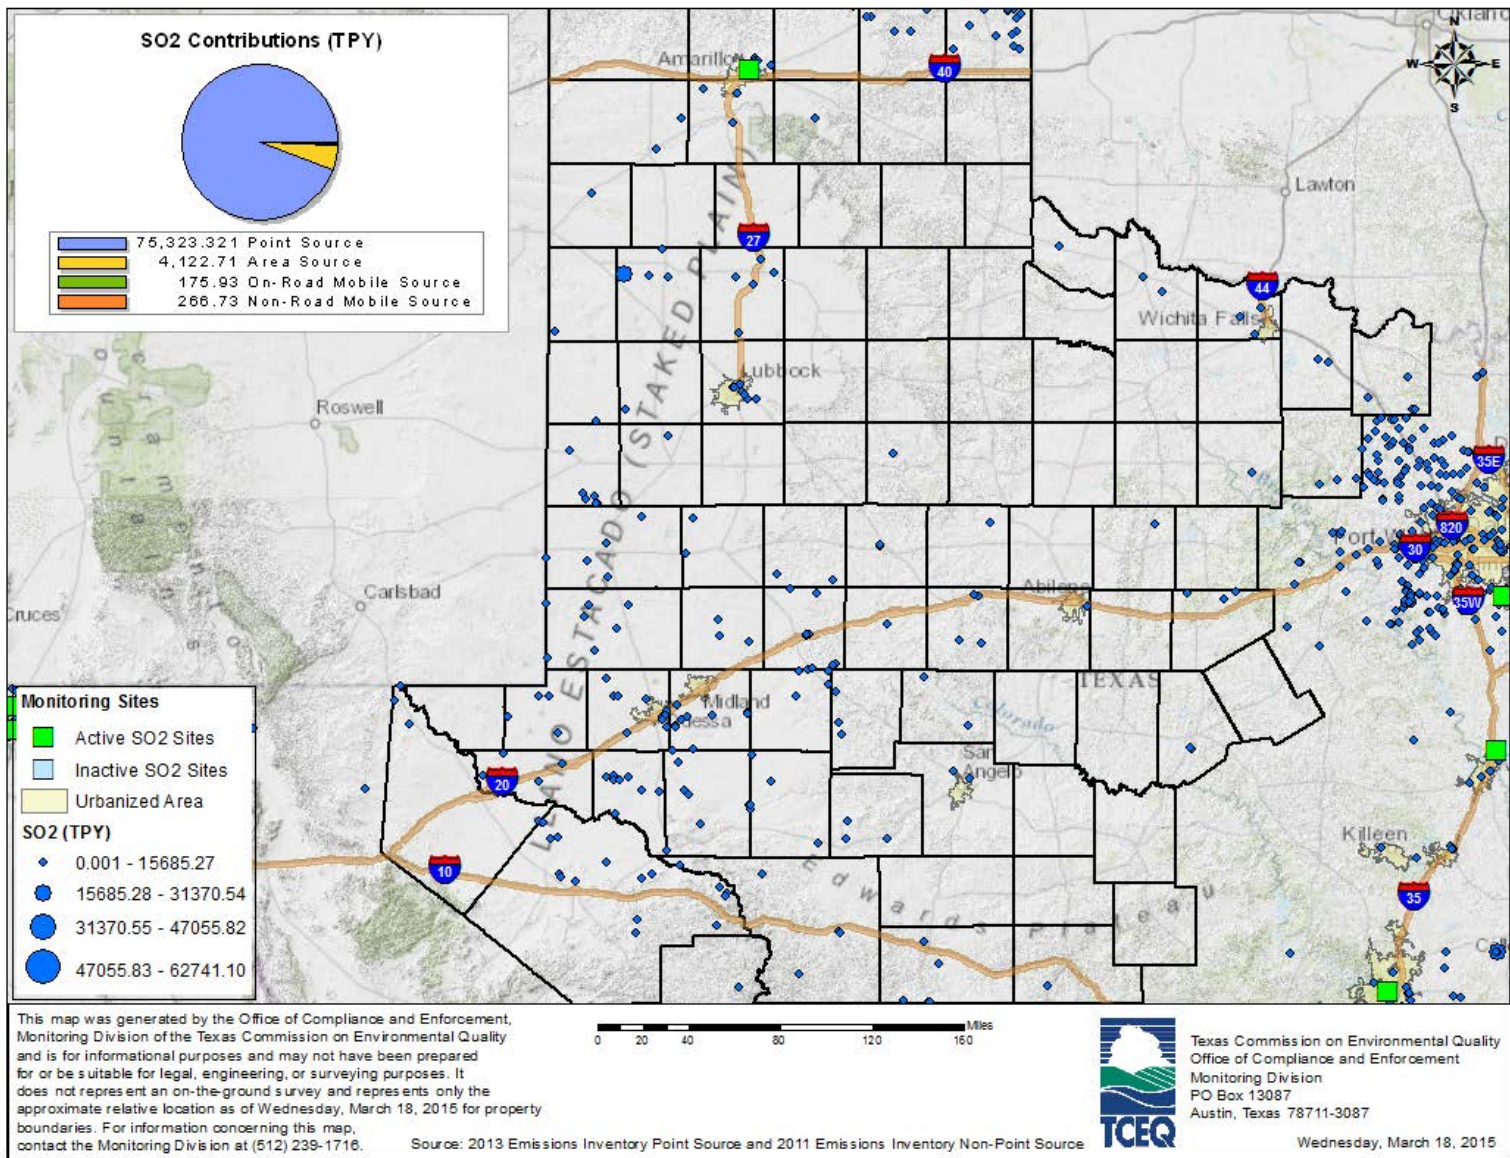 SO2 Contributions (TPY)
75,323.321 Point Source
4,122.71 Area Source
175.93 On-Road Mobile Source
266.73 Non-Road Mobile Source
N
W
E
S
Amarillo
40
Lawton
LLANO ESTACADO (STAKED PLAIN)
27
44
Wichita Falls
Lubbock
Roswell
35E
820
30
Carlsbad
Abilene
35W
Cruces
TEXAS
Midland
Odessa
Colorado
San
Angelo
20
Killeen
10
Edwards Plateau
35
Monitoring Sites
Active SO2 Sites
Inactive SO2 Sites
Urbanized Area
SO2 (TPY)
0.001 - 15685.27
15685.28 - 31370.54
31370.55 - 47055.82
47055.83 - 62741.10
This map was generated by the Office of Compliance and Enforcement,
Monitoring Division of the Texas Commission on Environmental Quality
and is for informational purposes and may not have been prepared
for or be suitable for legal, engineering, or surveying purposes. It
does not represent an on-the-ground survey and represents only the
approximate relative location as of Wednesday, March 18, 2015 for property
boundaries. For information concerning this map,
contact the Monitoring Division at (512) 239-1716.
Miles
0 20 40 80 120 160
Source: 2013 Emissions Inventory Point Source and 2011 Emissions Inventory Non-Point Source
TCEQ
Texas Commission on Environmental Quality
Office of Compliance and Enforcement
Monitoring Division
PO Box 13087
Austin, Texas 78711-3087
Wednesday, March 18, 2015